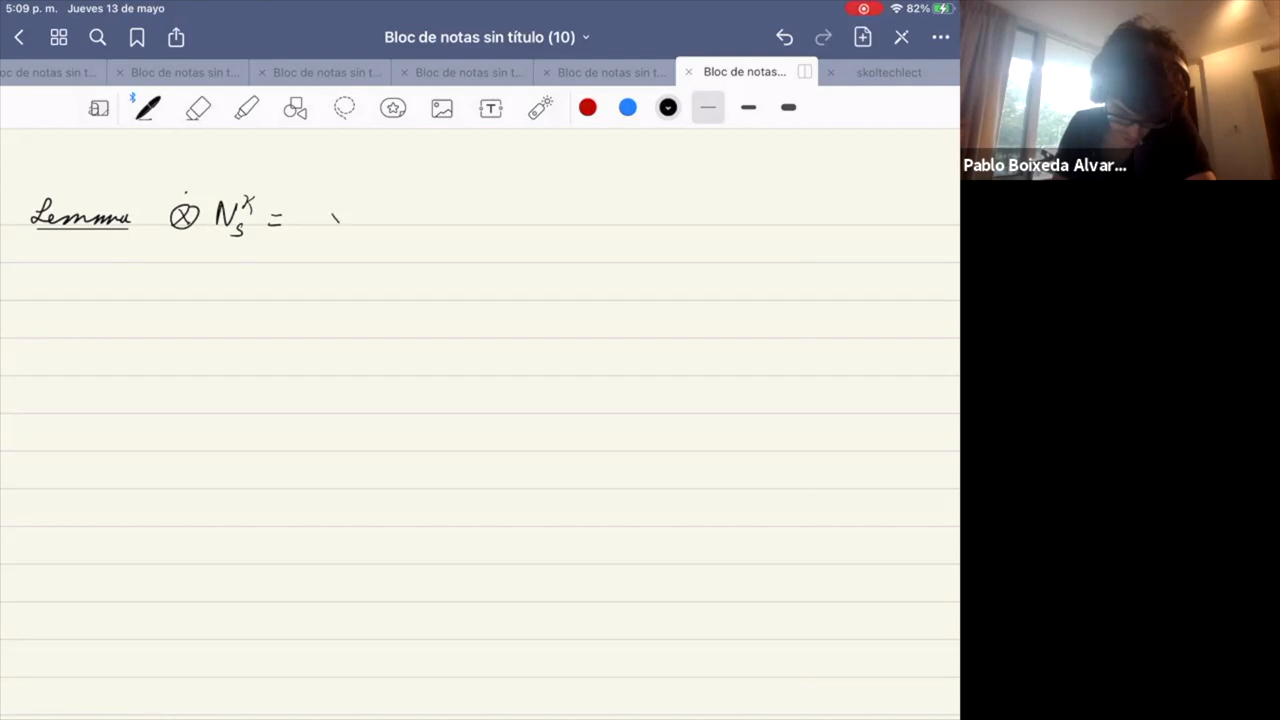 5:09 p. m. Jueves 13 de mayo
82%
Bloc de notas sin título (10)
oc de notas sin t...
Bloc de notas sin t...
Bloc de notas sin t...
Bloc de notas sin t...
Bloc de notas sin t...
Bloc de notas...
skoltechlect
Pablo Boixeda Alvar...
Lemma ⊗ N_s^χ =